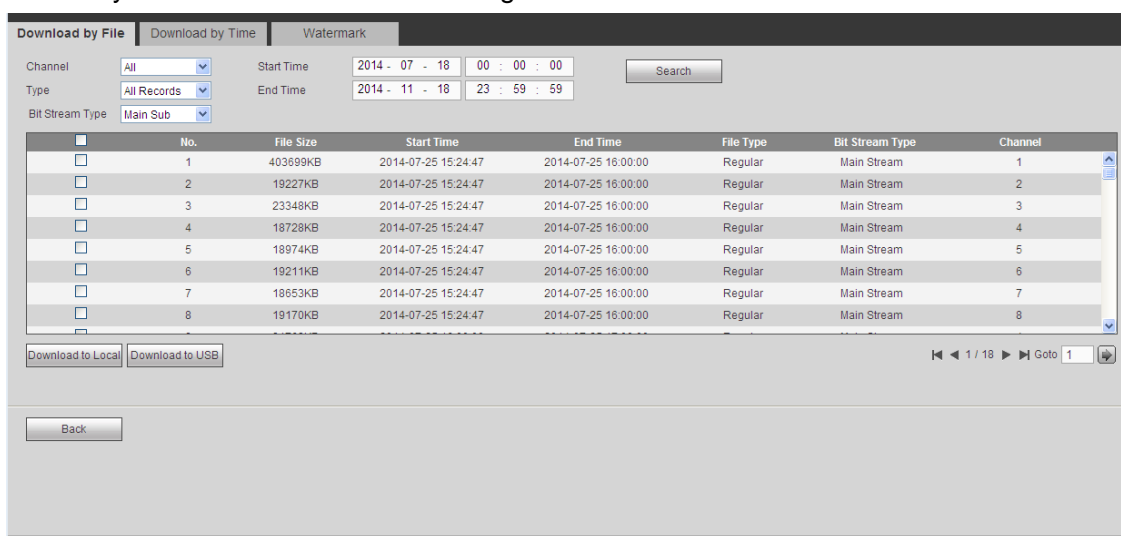 Download by File Download by Time Watermark
Channel All Start Time 2014 - 07 - 18 00 : 00 : 00 Search
Type All Records End Time 2014 - 11 - 18 23 : 59 : 59
Bit Stream Type Main Sub
No. File Size Start Time End Time File Type Bit Stream Type Channel
1 403699KB 2014-07-25 15:24:47 2014-07-25 16:00:00 Regular Main Stream 1
2 19227KB 2014-07-25 15:24:47 2014-07-25 16:00:00 Regular Main Stream 2
3 23348KB 2014-07-25 15:24:47 2014-07-25 16:00:00 Regular Main Stream 3
4 18728KB 2014-07-25 15:24:47 2014-07-25 16:00:00 Regular Main Stream 4
5 18974KB 2014-07-25 15:24:47 2014-07-25 16:00:00 Regular Main Stream 5
6 19211KB 2014-07-25 15:24:47 2014-07-25 16:00:00 Regular Main Stream 6
7 18653KB 2014-07-25 15:24:47 2014-07-25 16:00:00 Regular Main Stream 7
8 19170KB 2014-07-25 15:24:47 2014-07-25 16:00:00 Regular Main Stream 8
Download to Local Download to USB 1 / 18 Goto 1
Back